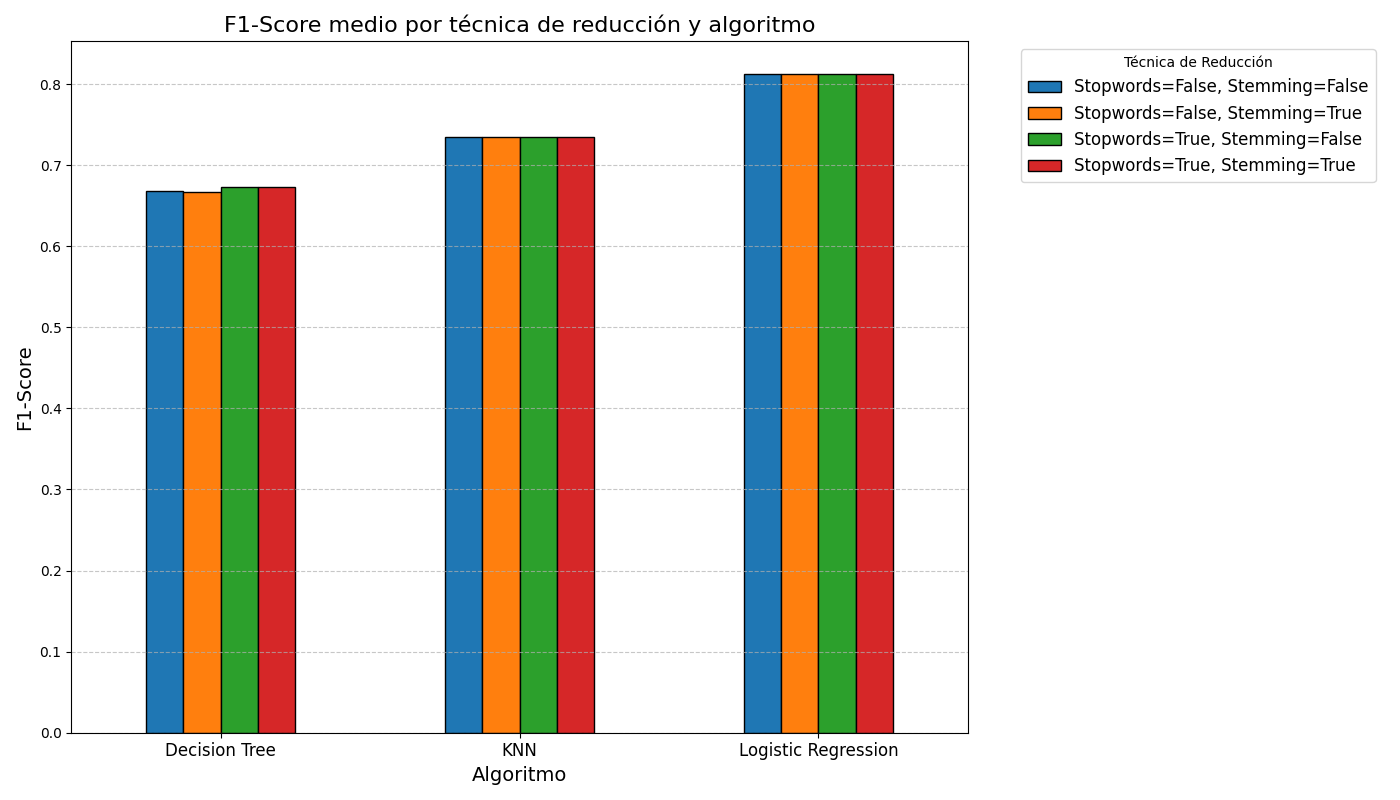 F1-Score medio por técnica de reducción y algoritmo
Técnica de Reducción
Stopwords=False, Stemming=False
Stopwords=False, Stemming=True
Stopwords=True, Stemming=False
Stopwords=True, Stemming=True
F1-Score
0.8
0.7
0.6
0.5
0.4
0.3
0.2
0.1
0.0
Decision Tree
KNN
Logistic Regression
Algoritmo